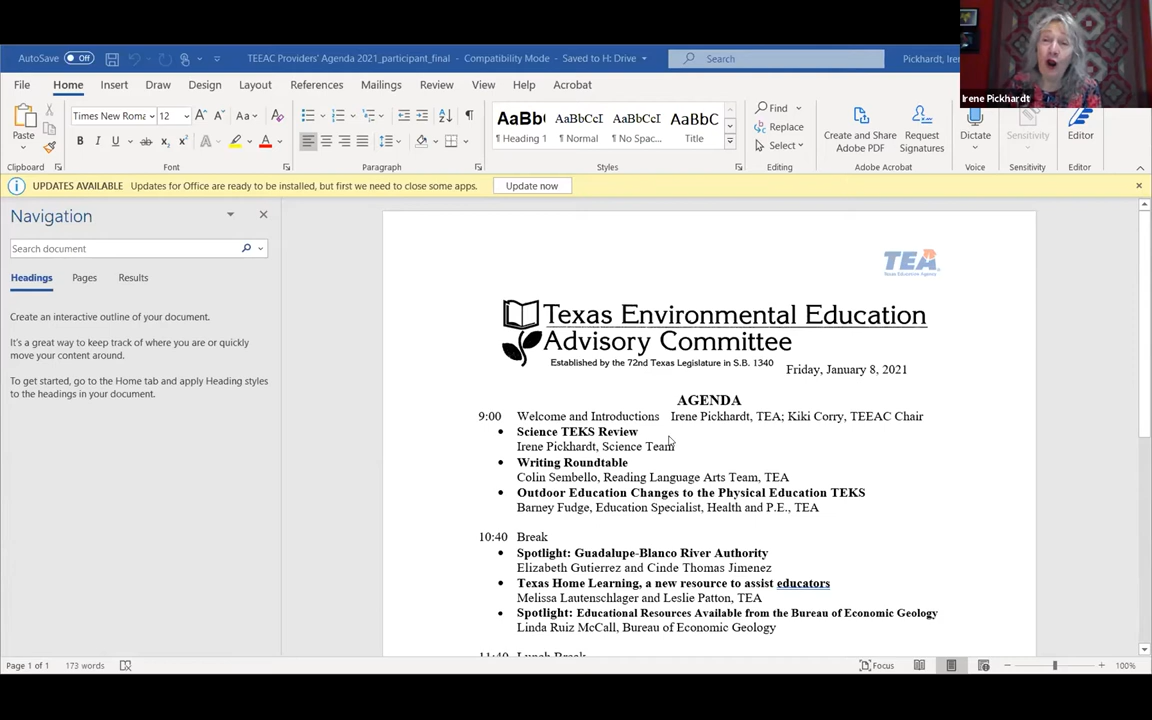 AutoSave Off
TEEAC Providers' Agenda 2021_participant_final - Compatibility Mode - Saved to H: Drive
Search
Pickhardt, Iren
Irene Pickhardt
File Home Insert Draw Design Layout References Mailings Review View Help Acrobat
Paste
Clipboard
Times New Roma 12
Aa
B I U ab x₂ x² A A
Font
Paragraph
AaBb( AaBbCcI AaBbCcI AaBbC
¶ Heading 1 ¶ Normal ¶ No Spac... Title
Styles
Find
Replace
Select
Editing
Create and Share Adobe PDF
Request Signatures
Adobe Acrobat
Dictate
Voice
Sensitivity
Sensitivity
Editor
Editor
UPDATES AVAILABLE Updates for Office are ready to be installed, but first we need to close some apps. Update now
Navigation
Search document
Headings Pages Results
Create an interactive outline of your document.
It's a great way to keep track of where you are or quickly
move your content around.
To get started, go to the Home tab and apply Heading styles
to the headings in your document.
TEA
Texas Education Agency
Texas Environmental Education
Advisory Committee
Established by the 72nd Texas Legislature in S.B. 1340
Friday, January 8, 2021
AGENDA
9:00 Welcome and Introductions Irene Pickhardt, TEA; Kiki Corry, TEEAC Chair
• Science TEKS Review
Irene Pickhardt, Science Team
• Writing Roundtable
Colin Sembello, Reading Language Arts Team, TEA
• Outdoor Education Changes to the Physical Education TEKS
Barney Fudge, Education Specialist, Health and P.E., TEA
10:40 Break
• Spotlight: Guadalupe-Blanco River Authority
Elizabeth Gutierrez and Cinde Thomas Jimenez
• Texas Home Learning, a new resource to assist educators
Melissa Lautenschlager and Leslie Patton, TEA
• Spotlight: Educational Resources Available from the Bureau of Economic Geology
Linda Ruiz McCall, Bureau of Economic Geology
11:40 Lunch Break
Page 1 of 1 173 words
Focus
100%